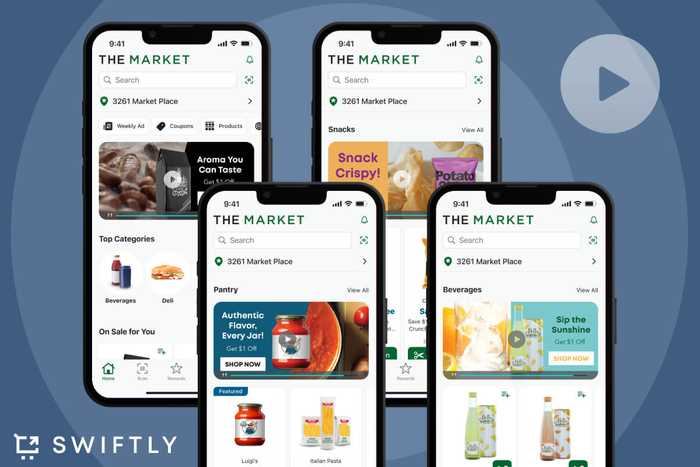 9:41
THE MARKET
Search
3261 Market Place
Weekly Ad
Coupons
Products
Aroma You
Can Taste
Get $1 Off
Top Categories
Beverages
Deli
On Sale for You
Home
Scan
Rewards
9:41
THE MARKET
Search
3261 Market Place
Snacks
View All
Snack
Crispy!
Potato
Save $
Crunc
Rewards
9:41
THE MARKET
Search
3261 Market Place
Pantry
View All
Authentic
Flavor,
Every Jar!
Get $1 Off
SHOP NOW
Featured
Luigi's
Italian Pasta
9:41
THE MARKET
Search
3261 Market Place
Beverages
View All
Sip the
Sunshine
Get $1 Off
SHOP NOW
SWIFTLY